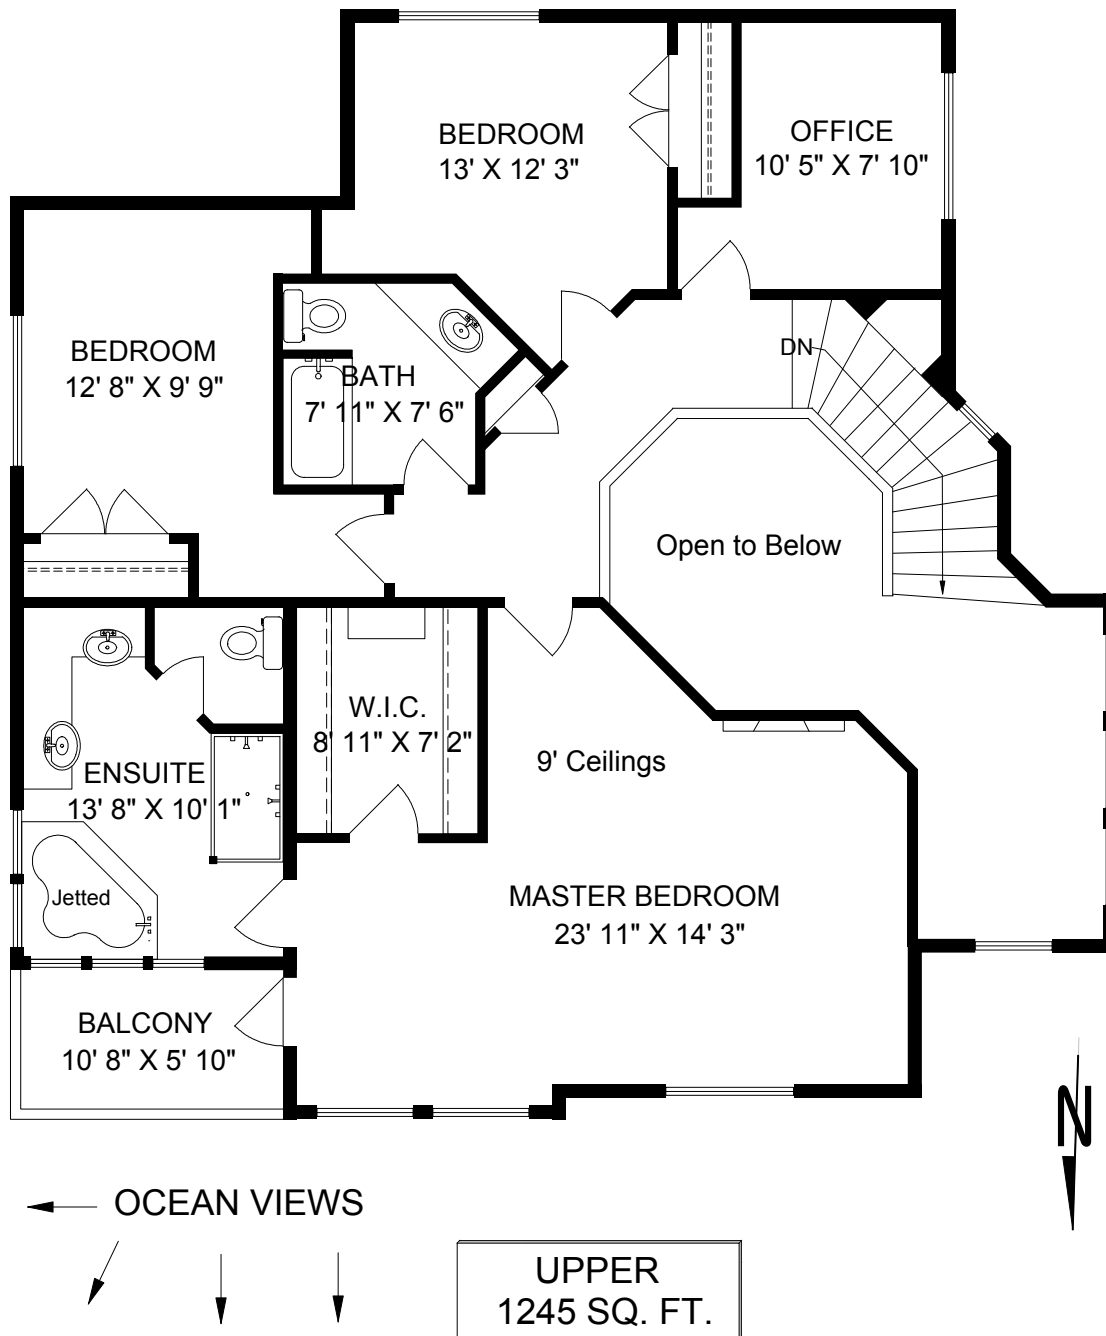 BEDROOM
13' X 12' 3"
OFFICE
10' 5" X 7' 10"
BEDROOM
12' 8" X 9' 9"
BATH
7' 11" X 7' 6"
DN
Open to Below
W.I.C.
8' 11" X 7' 2"
9' Ceilings
ENSUITE
13' 8" X 10' 1"
Jetted
MASTER BEDROOM
23' 11" X 14' 3"
BALCONY
10' 8" X 5' 10"
N
OCEAN VIEWS
UPPER
1245 SQ. FT.